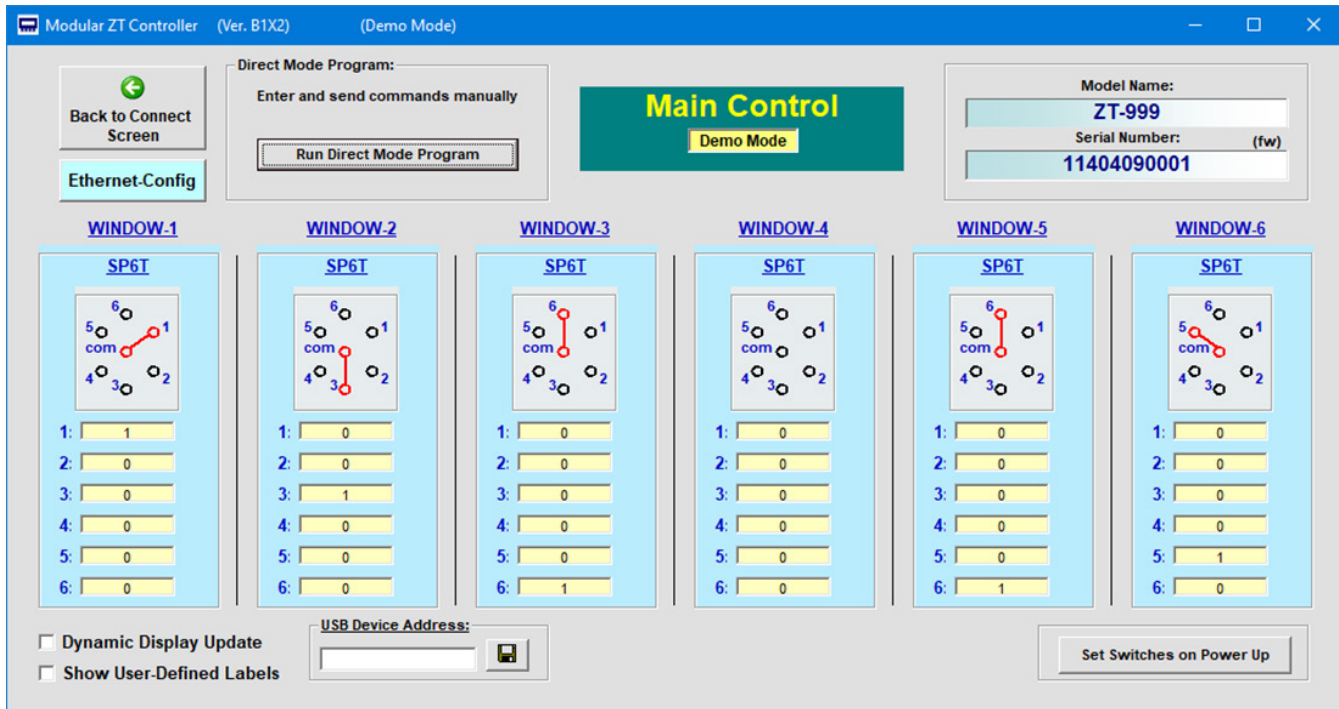 Modular ZT Controller (Ver. B1X2) (Demo Mode)
Back to Connect
Screen
Ethernet-Config
Direct Mode Program:
Enter and send commands manually
Run Direct Mode Program
Main Control
Demo Mode
Model Name:
ZT-999
Serial Number: (fw)
11404090001
WINDOW-1 WINDOW-2 WINDOW-3 WINDOW-4 WINDOW-5 WINDOW-6
SP6T SP6T SP6T SP6T SP6T SP6T
6 6 6 6 6 6
5 1 5 1 5 1 5 1 5 1 5 1
com com com com com com
4 2 4 2 4 2 4 2 4 2 4 2
3 3 3 3 3 3
1: 1 1: 0 1: 0 1: 0 1: 0 1: 0
2: 0 2: 0 2: 0 2: 0 2: 0 2: 0
3: 0 3: 1 3: 0 3: 0 3: 0 3: 0
4: 0 4: 0 4: 0 4: 0 4: 0 4: 0
5: 0 5: 0 5: 0 5: 0 5: 0 5: 1
6: 0 6: 0 6: 1 6: 0 6: 1 6: 0
Dynamic Display Update
Show User-Defined Labels
USB Device Address:
Set Switches on Power Up